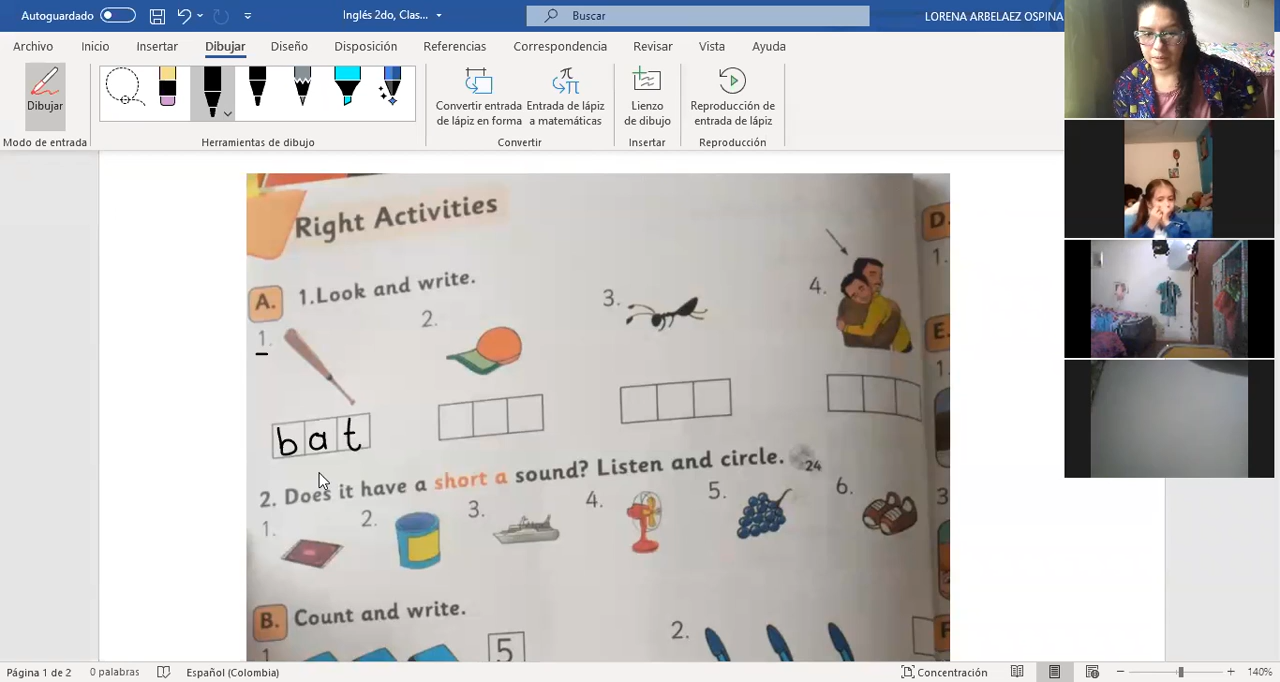 Autoguardado
Inglés 2do, Clas...
Buscar
LORENA ARBELAEZ OSPINA
Archivo Inicio Insertar Dibujar Diseño Disposición Referencias Correspondencia Revisar Vista Ayuda
Dibujar
Convertir entrada de lápiz en forma
Entrada de lápiz a matemáticas
Lienzo de dibujo
Reproducción de entrada de lápiz
Modo de entrada
Herramientas de dibujo
Convertir
Insertar
Reproducción
Right Activities
A. 1.Look and write.
1.
2.
3.
4.
bat
2. Does it have a short a sound? Listen and circle. 24
1.
2.
3.
4.
5.
6.
B. Count and write.
1.
5
2.
D.
1.
E.
1.
3
F
Página 1 de 2 0 palabras Español (Colombia) Concentración 140%